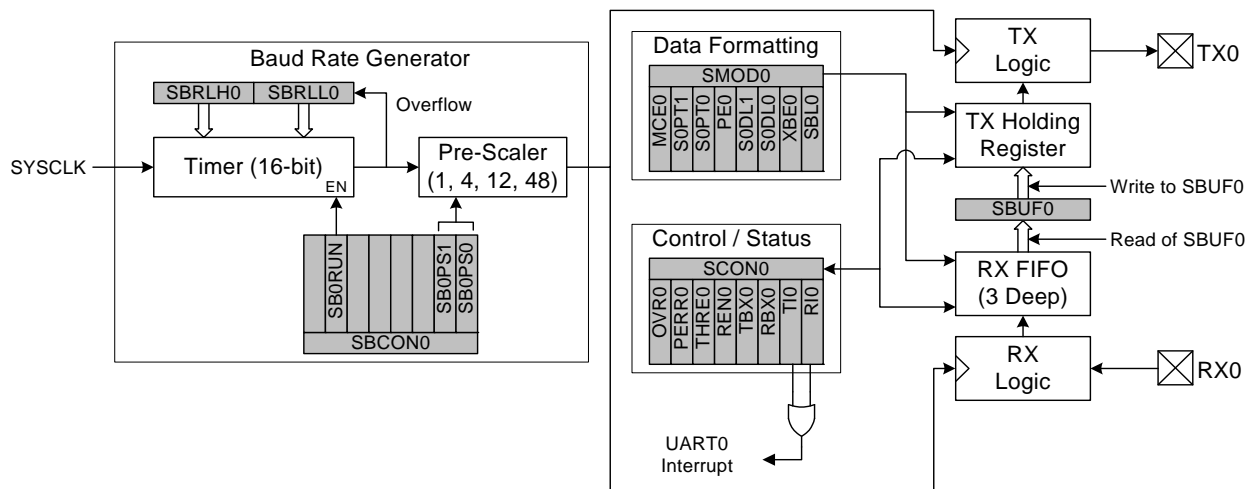 Baud Rate Generator
SBRLH0 SBRLL0
Overflow
SYSCLK
Timer (16-bit)
EN
Pre-Scaler
(1, 4, 12, 48)
SB0RUN
SB0PS1
SB0PS0
SBCON0
Data Formatting
SMOD0
MCE0
S0PT1
S0PT0
PE0
S0DL1
S0DL0
XBE0
SBL0
Control / Status
SCON0
OVR0
PERR0
THRE0
REN0
TBX0
RBX0
TI0
RI0
UART0
Interrupt
TX
Logic
TX0
TX Holding
Register
Write to SBUF0
SBUF0
Read of SBUF0
RX FIFO
(3 Deep)
RX
Logic
RX0